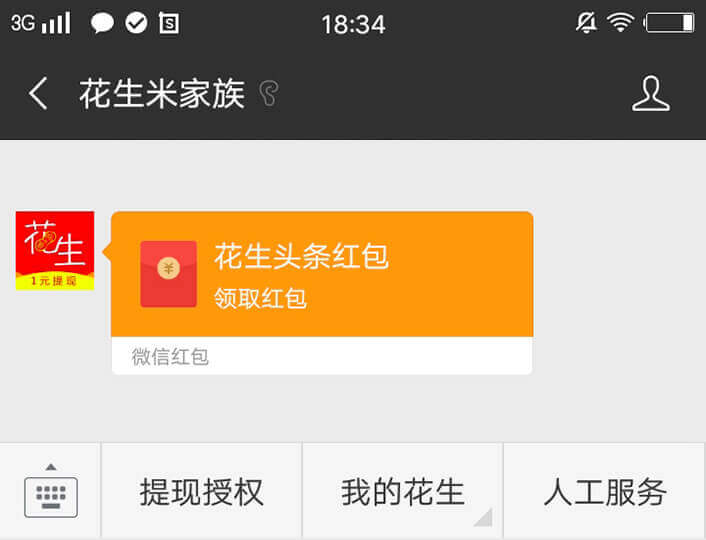 3G 18:34
花生米家族
花生
1元提现
花生头条红包
领取红包
¥
微信红包
提现授权 我的花生 人工服务